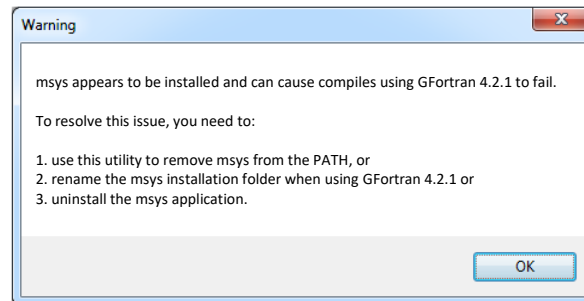 Warning
msys appears to be installed and can cause compiles using GFortran 4.2.1 to fail.
To resolve this issue, you need to:
1. use this utility to remove msys from the PATH, or
2. rename the msys installation folder when using GFortran 4.2.1 or
3. uninstall the msys application.
OK